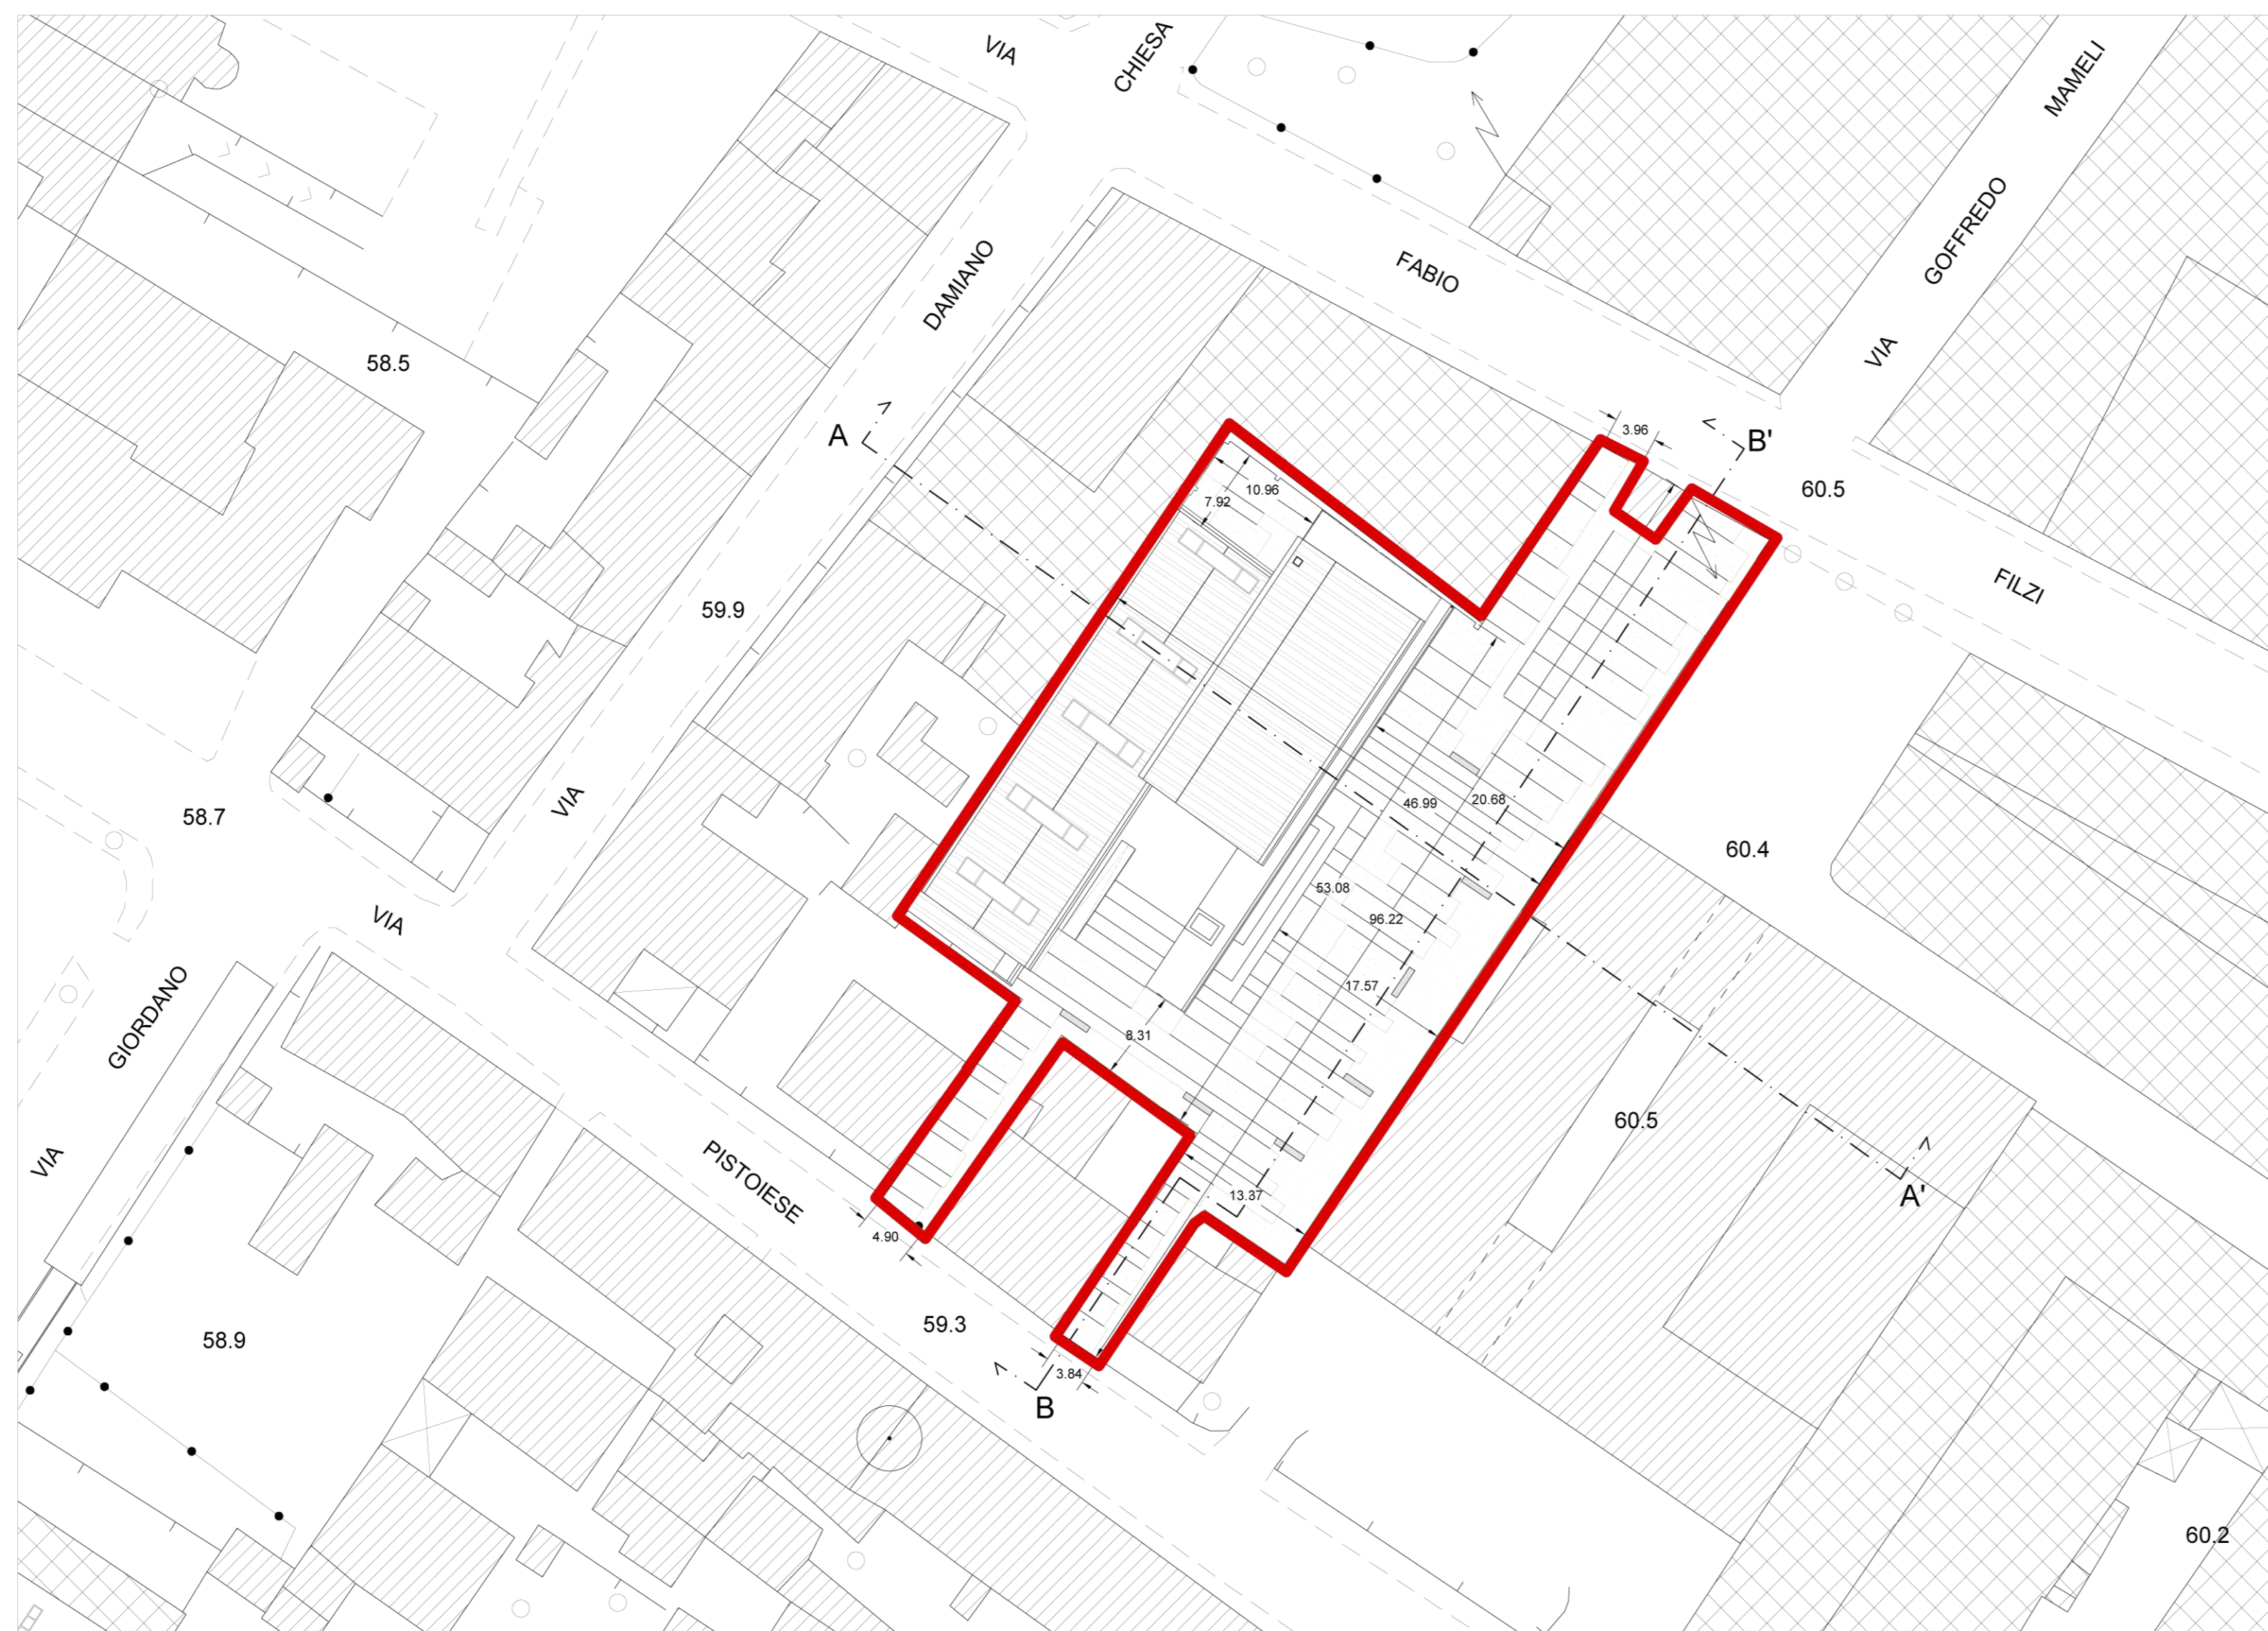 VIA
CHIESA
MAMELI
GOFFREDO
VIA
DAMIANO
FABIO
58.5
A
B'
3.96
60.5
10.96
7.92
FILZI
59.9
VIA
58.7
46.99
20.68
60.4
53.08
96.22
VIA
17.57
GIORDANO
8.31
60.5
VIA
PISTOIESE
13.37
A'
4.90
59.3
58.9
3.84
B
60.2